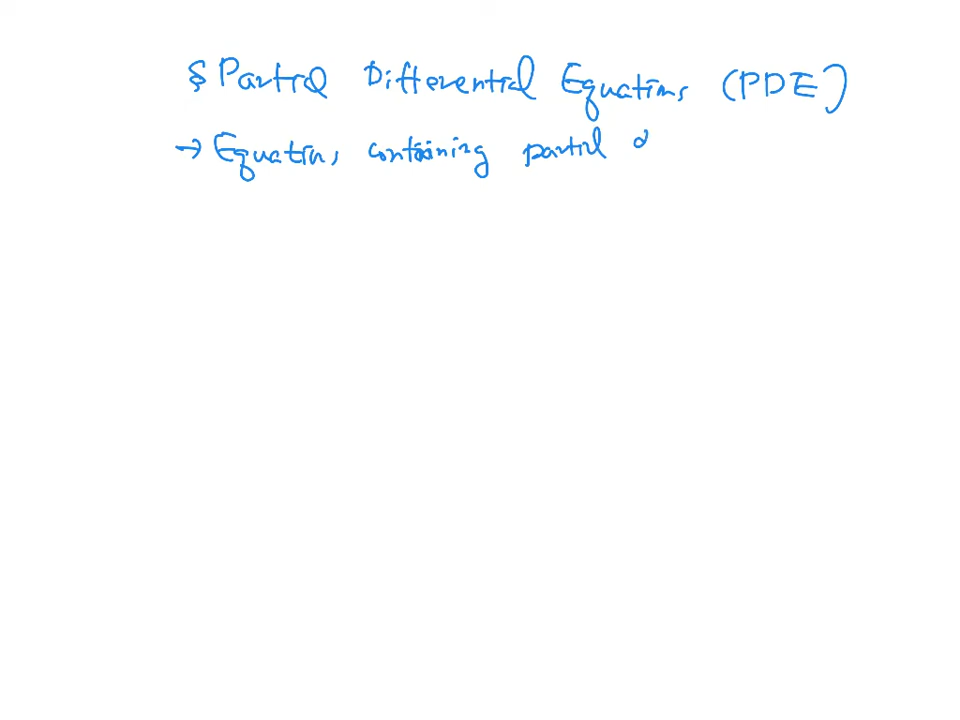 § Partial Differential Equations (PDE)
→ Equations containing partial